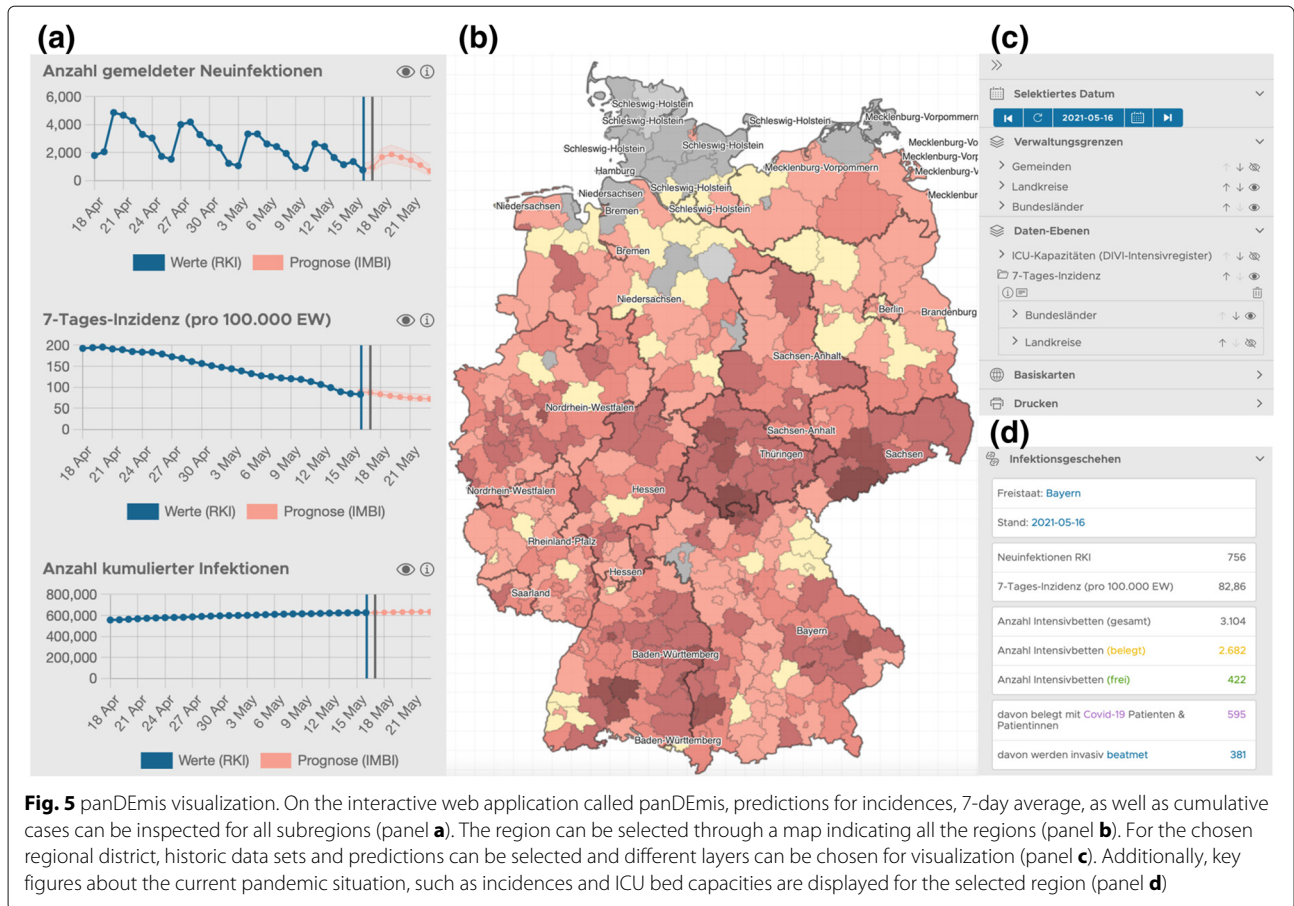 (a)
Anzahl gemeldeter Neuinfektionen
6,000
4,000
2,000
0
18 Apr
21 Apr
24 Apr
27 Apr
30 Apr
3 May
6 May
9 May
12 May
15 May
18 May
21 May
Werte (RKI)
Prognose (IMBI)
7-Tages-Inzidenz (pro 100.000 EW)
200
150
100
50
0
18 Apr
21 Apr
24 Apr
27 Apr
30 Apr
3 May
6 May
9 May
12 May
15 May
18 May
21 May
Werte (RKI)
Prognose (IMBI)
Anzahl kumulierter Infektionen
800,000
600,000
400,000
200,000
0
18 Apr
21 Apr
24 Apr
27 Apr
30 Apr
3 May
6 May
9 May
12 May
15 May
18 May
21 May
Werte (RKI)
Prognose (IMBI)
(b)
Schleswig-Holstein
Schleswig-Holstein
Schleswig-Holstein
Mecklenburg-Vorpommern
Schleswig-Holstein
Schleswig-Holstein
Mecklenburg-Vo
Mecklenburg-Vorp
Hamburg
Mecklenburg-Vorpommern
Mecklenburg-V
Schleswig-Holstein
Niedersachsen
Mecklenbur
Niedersachsen
Bremen
Schleswig-Holstein
Bremen
Niedersachsen
Berlin
Brandenburg
Sachsen-Anhalt
Nordrhein-Westfalen
Sachsen-Anhalt
Thüringen
Sachsen
Nordrhein-Westfalen
Hessen
Rheinland-Pfalz
Hessen
Saarland
Bayern
Baden-Württemberg
Baden-Württemberg
(c)
Selektiertes Datum
2021-05-16
Verwaltungsgrenzen
Gemeinden
Landkreise
Bundesländer
Daten-Ebenen
ICU-Kapazitäten (DIVI-Intensivregister)
7-Tages-Inzidenz
Bundesländer
Landkreise
Basiskarten
Drucken
(d)
Infektionsgeschehen
Freistaat: Bayern
Stand: 2021-05-16
Neuinfektionen RKI 756
7-Tages-Inzidenz (pro 100.000 EW) 82,86
Anzahl Intensivbetten (gesamt) 3.104
Anzahl Intensivbetten (belegt) 2.682
Anzahl Intensivbetten (frei) 422
davon belegt mit Covid-19 Patienten & 595
Patientinnen
davon werden invasiv beatmet 381
Fig. 5 panDEmis visualization. On the interactive web application called panDEmis, predictions for incidences, 7-day average, as well as cumulative
cases can be inspected for all subregions (panel a). The region can be selected through a map indicating all the regions (panel b). For the chosen
regional district, historic data sets and predictions can be selected and different layers can be chosen for visualization (panel c). Additionally, key
figures about the current pandemic situation, such as incidences and ICU bed capacities are displayed for the selected region (panel d)